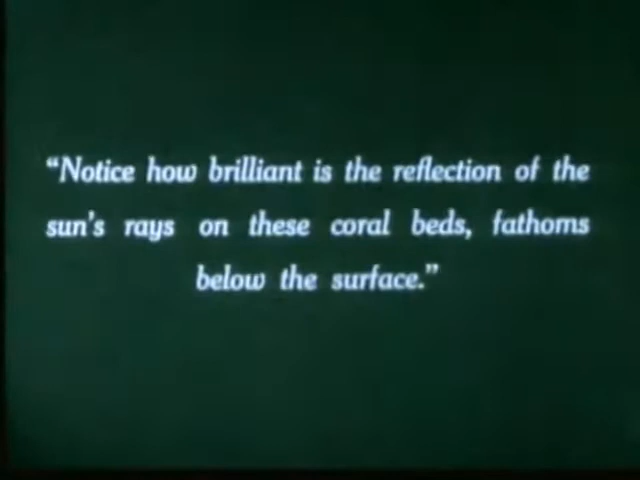 “Notice how brilliant is the reflection of the
sun's rays on these coral beds, fathoms
below the surface.”